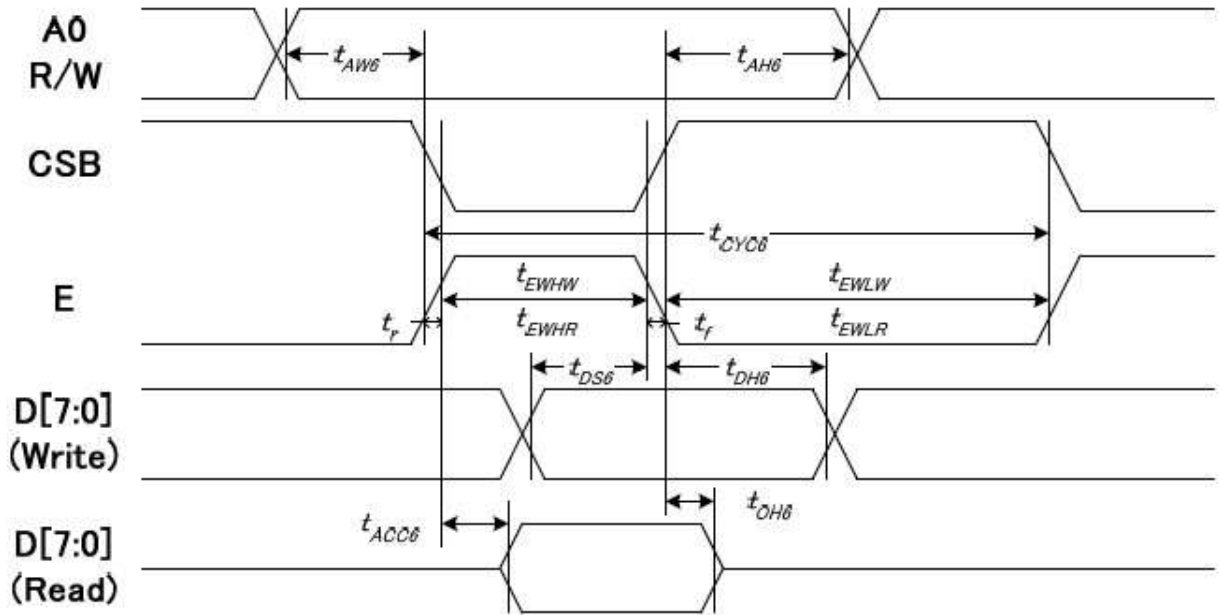 A0
R/W
tAW6
tAH6
CSB
tCYC6
E
tEWHW
tEWLW
tr
tEWHR
tf
tEWLR
tDS6
tDH6
D[7:0]
(Write)
tACC6
tOH6
D[7:0]
(Read)